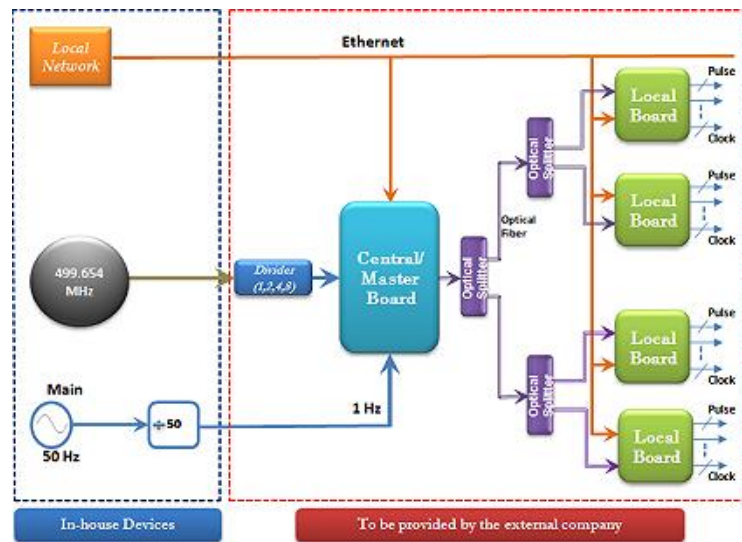 Local
Network
Ethernet
Pulse
Local
Board
Clock
Optical
Splitter
Pulse
Local
Board
Clock
Optical
Fiber
499.654
MHz
Divider
(1,2,4,8)
Central/
Master
Board
Optical
Splitter
Pulse
Local
Board
Clock
Optical
Splitter
Main
50 Hz
÷50
1 Hz
Pulse
Local
Board
Clock
In-house Devices
To be provided by the external company